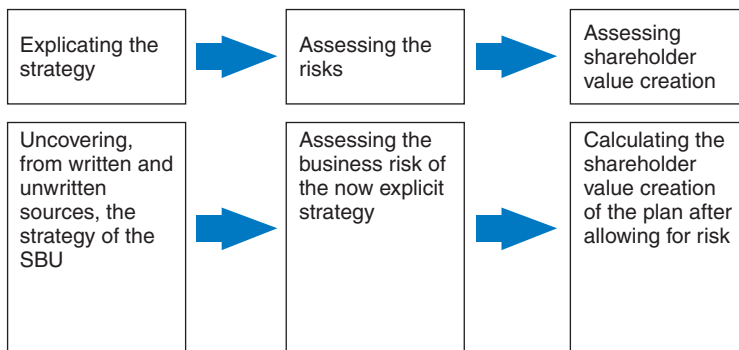 Explicating the
strategy
Assessing the
risks
Assessing
shareholder
value creation
Uncovering,
from written and
unwritten
sources, the
strategy of the
SBU
Assessing the
business risk of
the now explicit
strategy
Calculating the
shareholder
value creation
of the plan after
allowing for risk